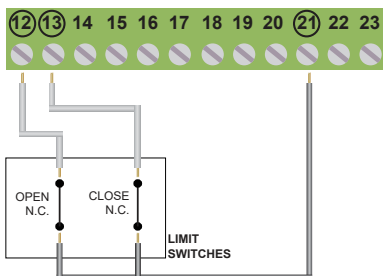 12 13 14 15 16 17 18 19 20 21 22 23
OPEN
N.C.
CLOSE
N.C.
LIMIT
SWITCHES